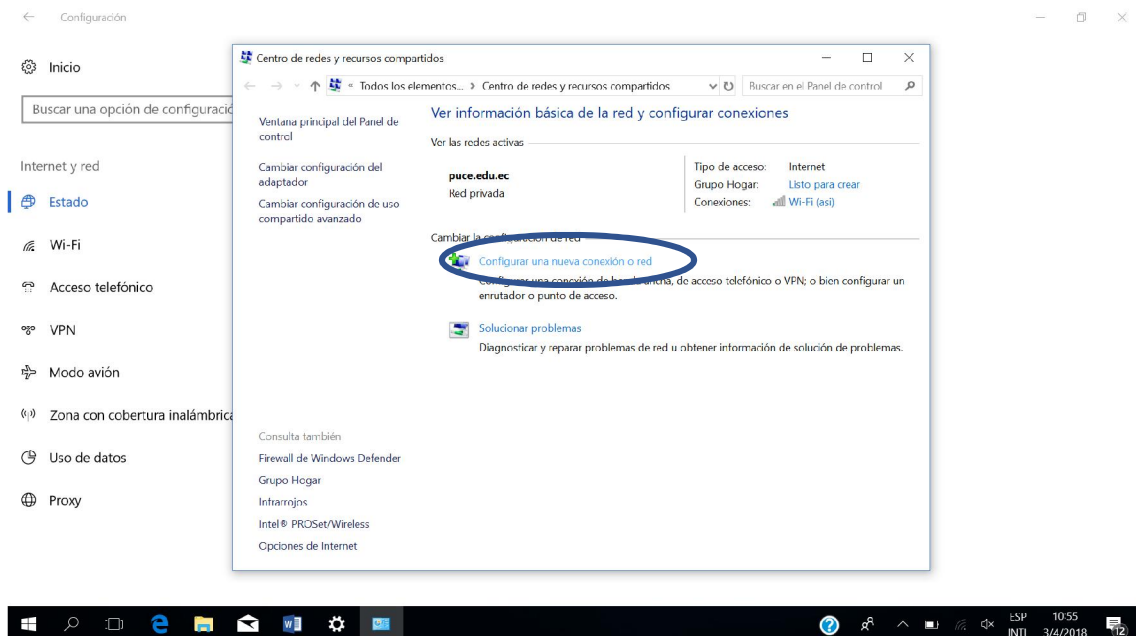 Configuración
Inicio
Buscar una opción de configuració
Internet y red
Estado
Wi-Fi
Acceso telefónico
VPN
Modo avión
Zona con cobertura inalámbrica
Uso de datos
Proxy
Centro de redes y recursos compartidos
« Todos los elementos... > Centro de redes y recursos compartidos
Buscar en el Panel de control
Ventana principal del Panel de
control
Cambiar configuración del
adaptador
Cambiar configuración de uso
compartido avanzado
Ver información básica de la red y configurar conexiones
Ver las redes activas
puce.edu.ec
Red privada
Tipo de acceso: Internet
Grupo Hogar: Listo para crear
Conexiones: Wi-Fi (asi)
Cambiar la configuración de red
Configurar una nueva conexión o red
Configurar una conexión de banda ancha, de acceso telefónico o VPN; o bien configurar un
enrutador o punto de acceso.
Solucionar problemas
Diagnosticar y reparar problemas de red u obtener información de solución de problemas.
Consulta también
Firewall de Windows Defender
Grupo Hogar
Infrarrojos
Intel® PROSet/Wireless
Opciones de Internet
ESP
INTL
10:55
3/4/2018
12